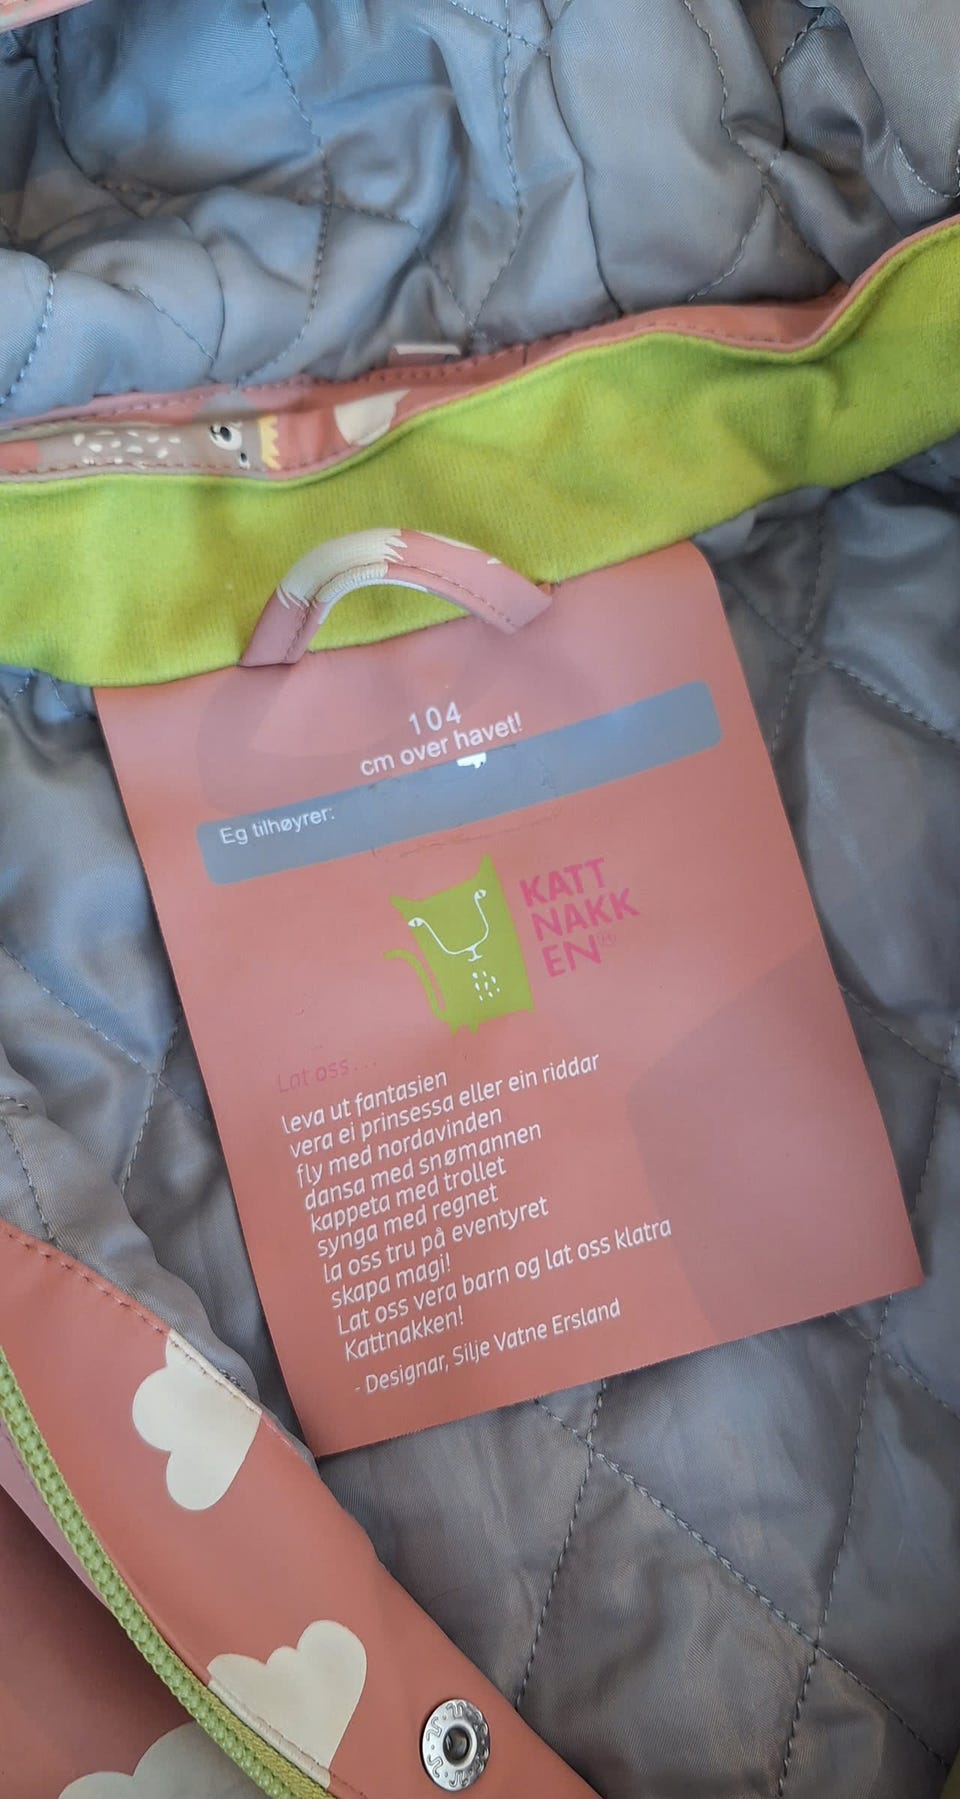 104
cm over havet!
Eg tilhøyrer:
KATT
NAKK
EN®
Lat oss...
leva ut fantasien
vera ei prinsessa eller ein riddar
fly med nordavinden
dansa med snømannen
kappeta med trollet
synga med regnet
la oss tru på eventyret
skapa magi!
Lat oss vera barn og lat oss klatra
Kattnakken!
- Designar, Silje Vatne Ersland